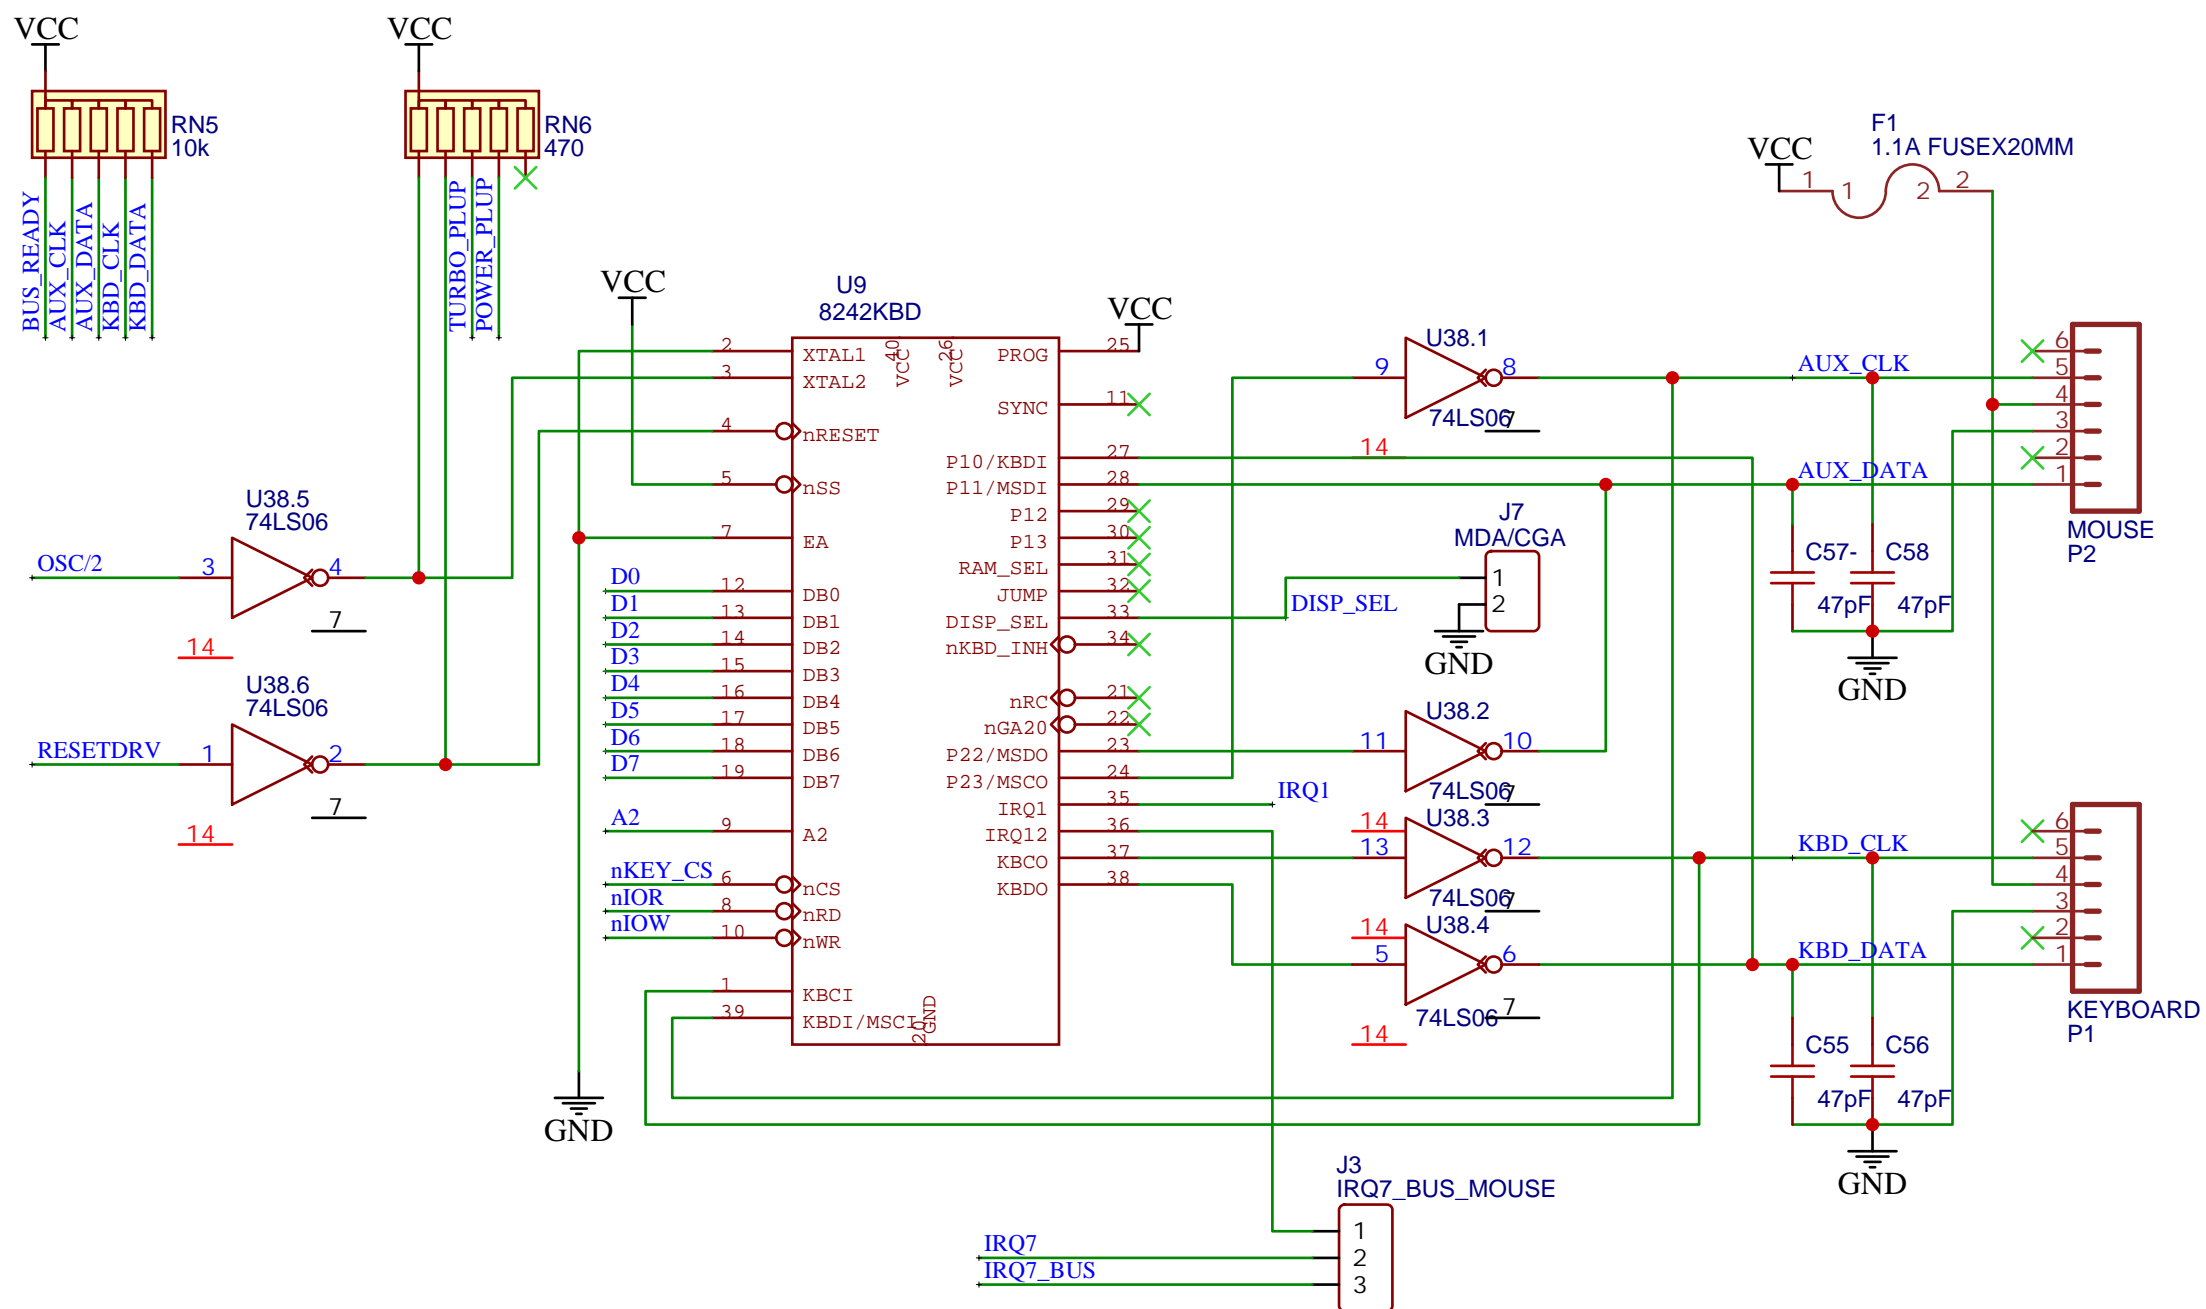 VCC
VCC
RN5
10k
RN6
470
BUS_READY
AUX_CLK
AUX_DATA
KBD_CLK
KBD_DATA
TURBO_PLUP
POWER_PLUP
F1
1.1A FUSEX20MM
VCC
1
1
2
2
VCC
U9
8242KBD
VCC
2
XTAL1
3
XTAL2
4
nRESET
5
nSS
7
EA
12
DB0
13
DB1
14
DB2
15
DB3
16
DB4
17
DB5
18
DB6
19
DB7
9
A2
6
nCS
8
nRD
10
nWR
1
KBCI
39
KBDI/MSCI
40
VCC
26
VCC
20
GND
PROG
25
SYNC
11
P10/KBDI
27
P11/MSDI
28
P12
29
P13
30
RAM_SEL
31
JUMP
32
DISP_SEL
33
nKBD_INH
34
nRC
21
nGA20
22
P22/MSDO
23
P23/MSCO
24
IRQ1
35
IRQ12
36
KBCO
37
KBDO
38
D0
D1
D2
D3
D4
D5
D6
D7
A2
nKEY_CS
nIOR
nIOW
GND
U38.5
74LS06
OSC/2
3
4
7
14
U38.6
74LS06
RESETDRV
1
2
7
14
U38.1
9
8
74LS06
7
14
J7
MDA/CGA
1
2
DISP_SEL
GND
U38.2
11
10
74LS06
7
14
IRQ1
U38.3
13
12
74LS06
7
14
U38.4
5
6
74LS06
7
14
AUX_CLK
AUX_DATA
6
5
4
3
2
1
MOUSE
P2
C57-
47pF
C58
47pF
GND
KBD_CLK
KBD_DATA
6
5
4
3
2
1
KEYBOARD
P1
C55
47pF
C56
47pF
GND
J3
IRQ7_BUS_MOUSE
1
2
3
IRQ7
IRQ7_BUS